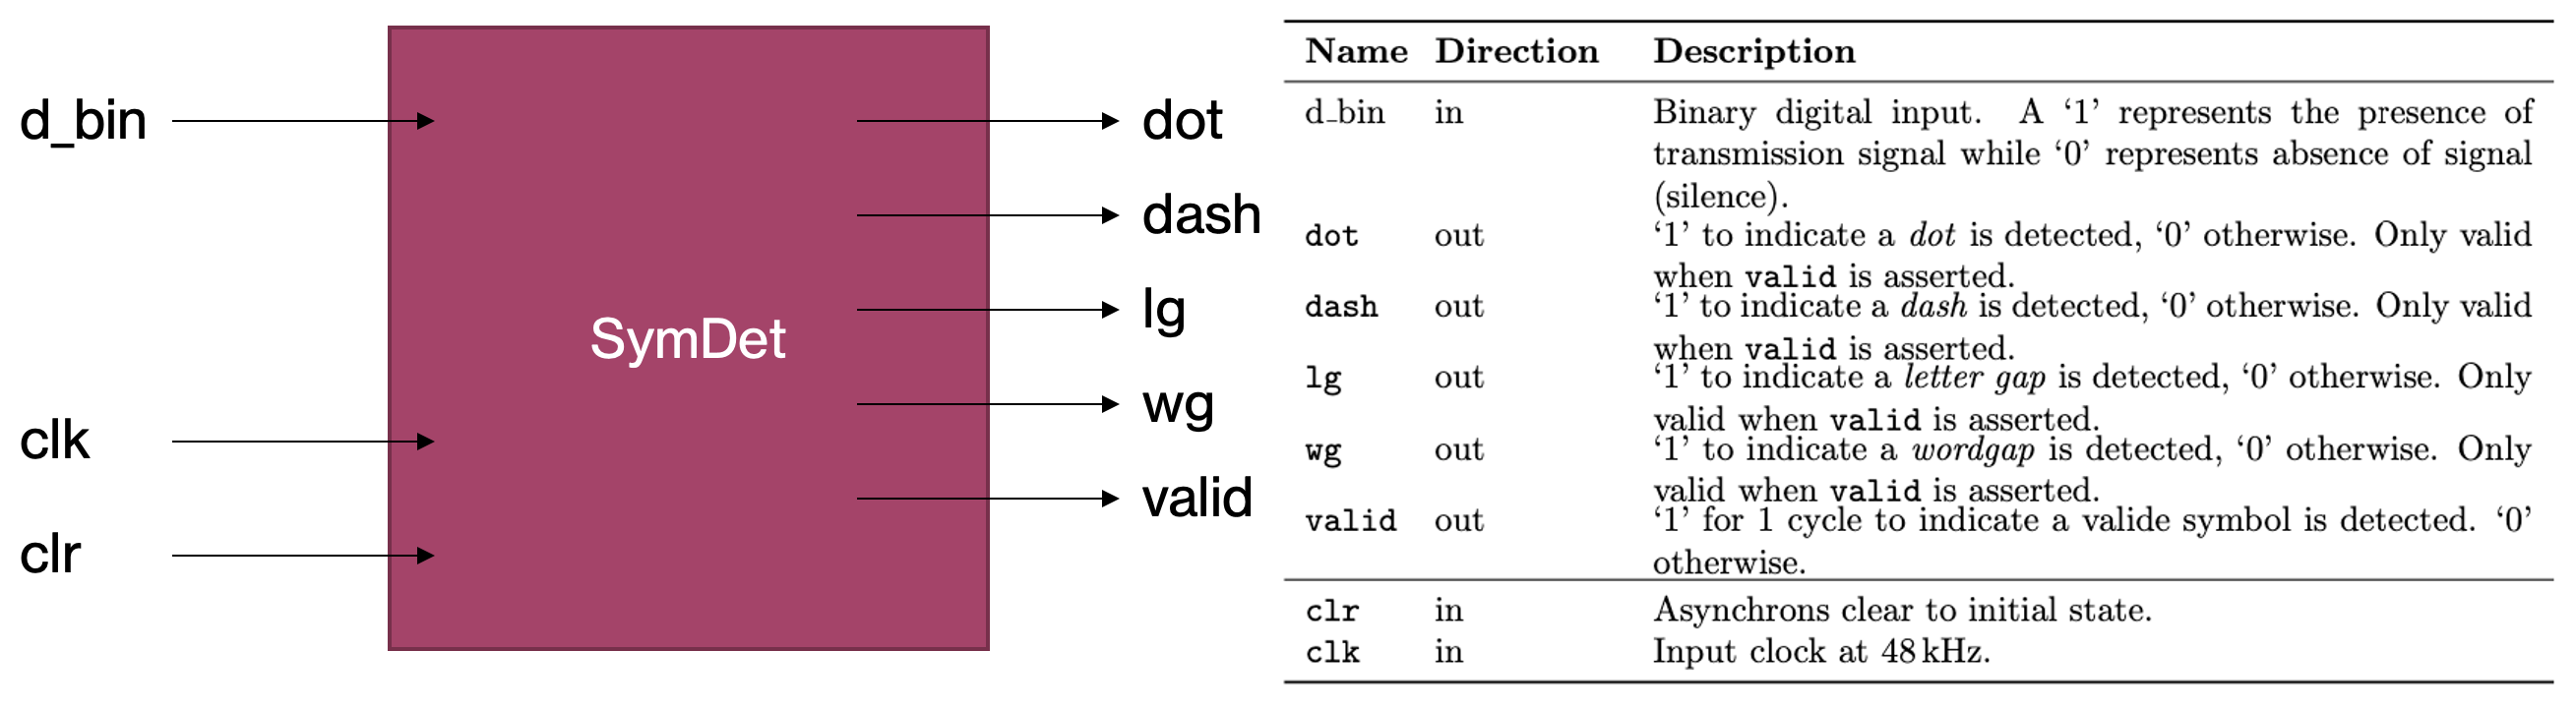 d_bin
clk
clr
SymDet
dot
dash
lg
wg
valid
Name Direction Description
d_bin in Binary digital input. A ‘1’ represents the presence of
transmission signal while ‘0’ represents absence of signal
(silence).
dot out ‘1’ to indicate a dot is detected, ‘0’ otherwise. Only valid
when valid is asserted.
dash out ‘1’ to indicate a dash is detected, ‘0’ otherwise. Only valid
when valid is asserted.
lg out ‘1’ to indicate a letter gap is detected, ‘0’ otherwise. Only
valid when valid is asserted.
wg out ‘1’ to indicate a wordgap is detected, ‘0’ otherwise. Only
valid when valid is asserted.
valid out ‘1’ for 1 cycle to indicate a valide symbol is detected. ‘0’
otherwise.
clr in Asynchrons clear to initial state.
clk in Input clock at 48 kHz.